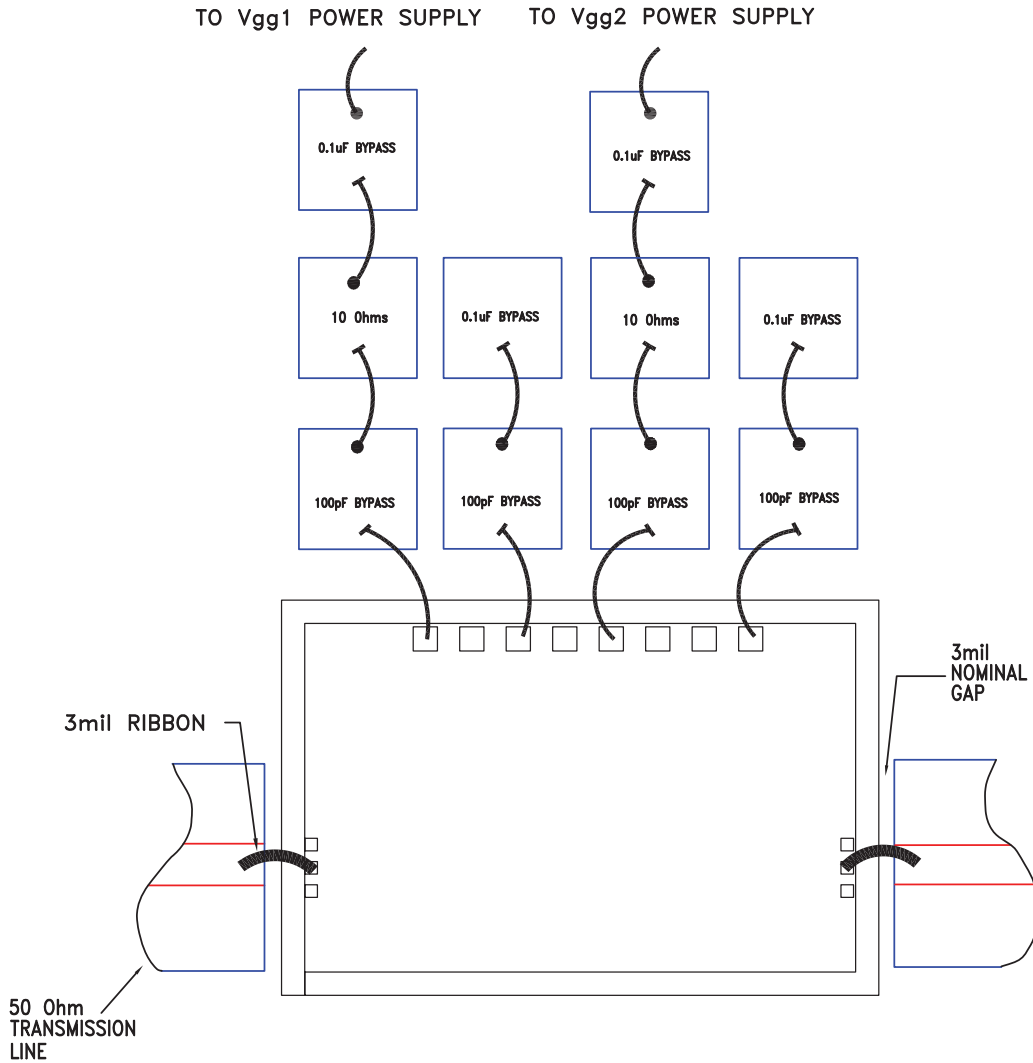 TO Vgg1 POWER SUPPLY
TO Vgg2 POWER SUPPLY
0.1uF BYPASS
0.1uF BYPASS
10 Ohms
0.1uF BYPASS
10 Ohms
0.1uF BYPASS
100pF BYPASS
100pF BYPASS
100pF BYPASS
100pF BYPASS
3mil
NOMINAL
GAP
3mil RIBBON
50 Ohm
TRANSMISSION
LINE